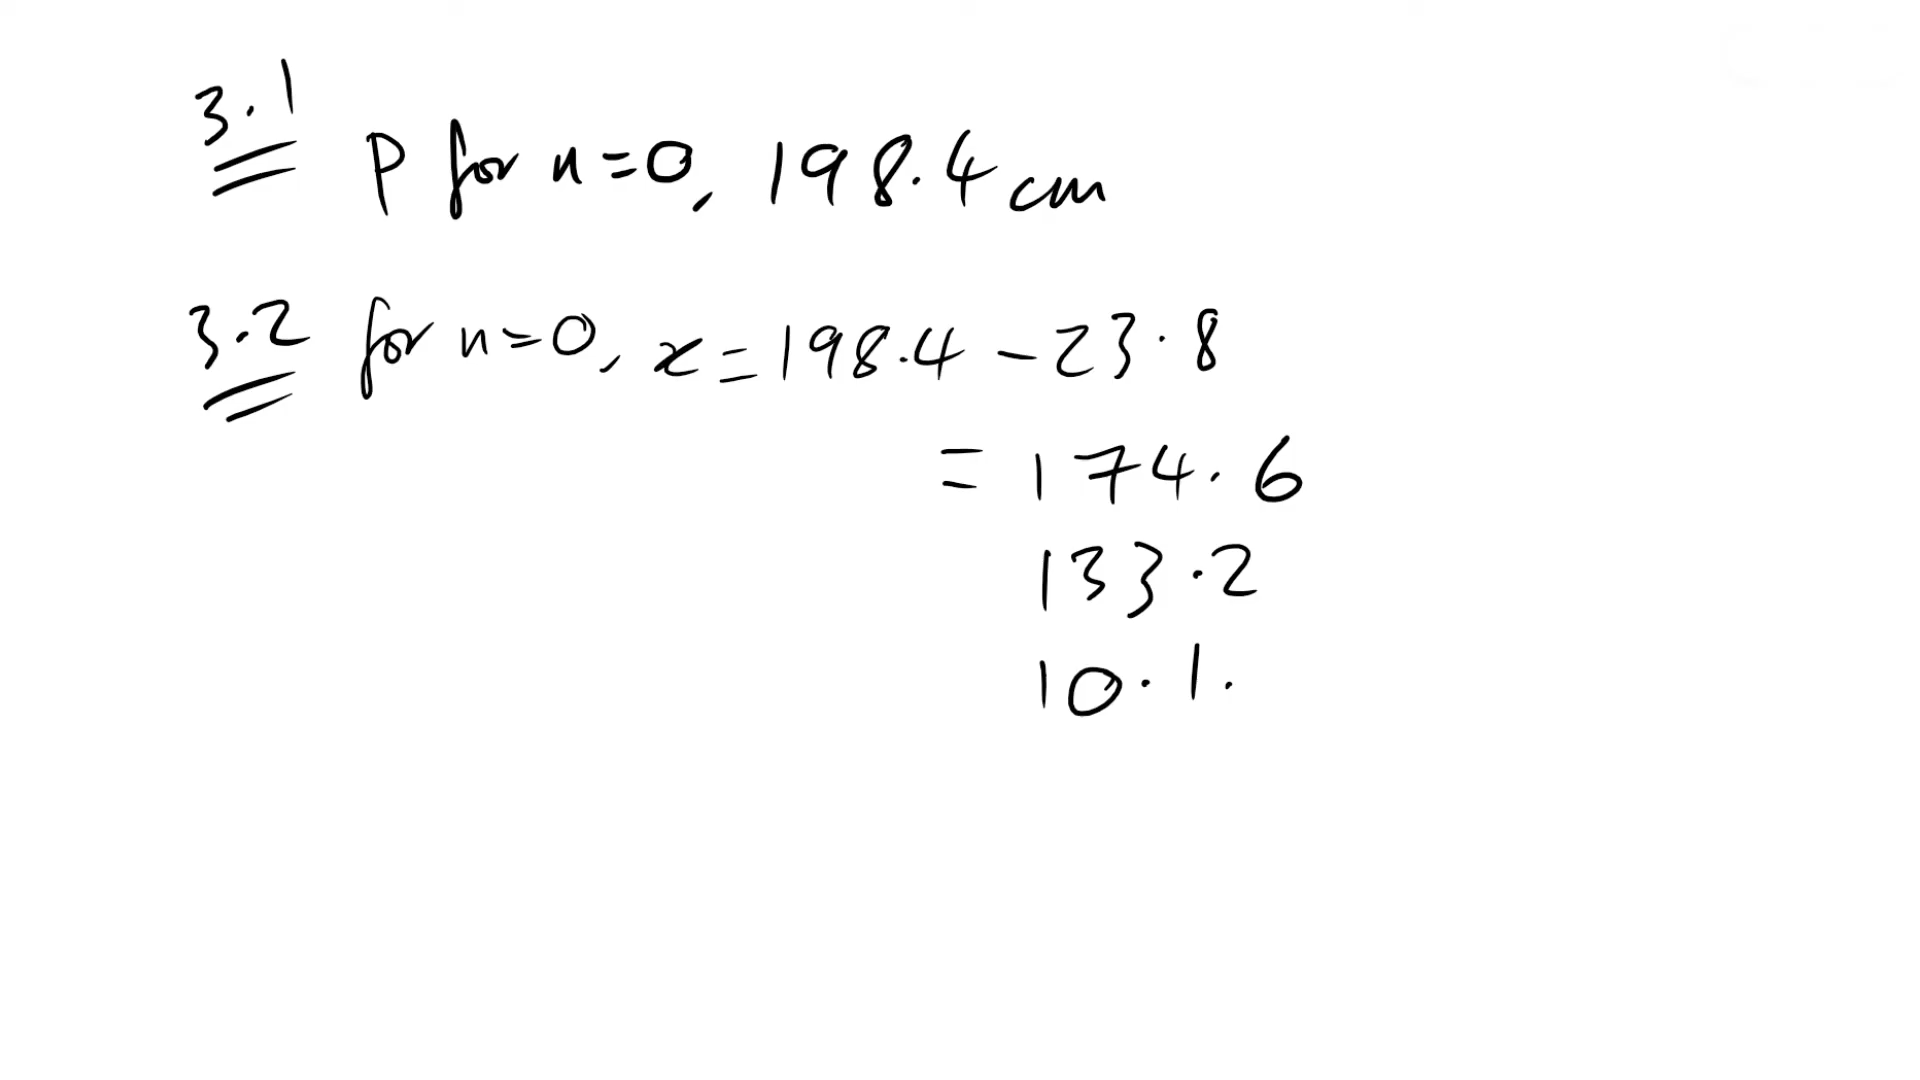 3.1 P for n=0, 198.4 cm
3.2 for n=0, x=198.4-23.8
= 174.6
133.2
10.1.